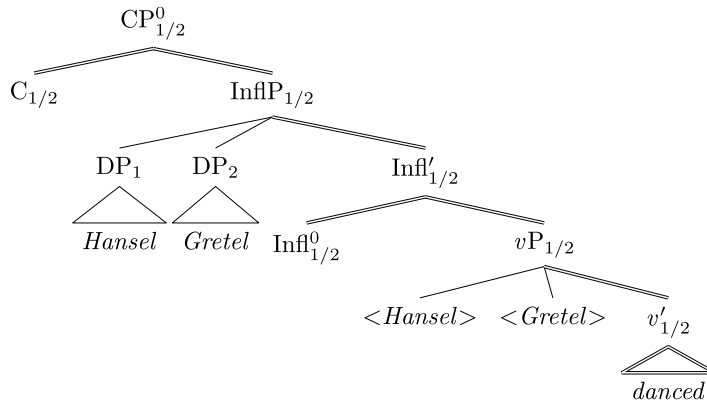 CP⁰₁/₂
C₁/₂ InflP₁/₂
DP₁ DP₂ Infl′₁/₂
Hansel Gretel Infl⁰₁/₂ vP₁/₂
<Hansel> <Gretel> v′₁/₂
danced